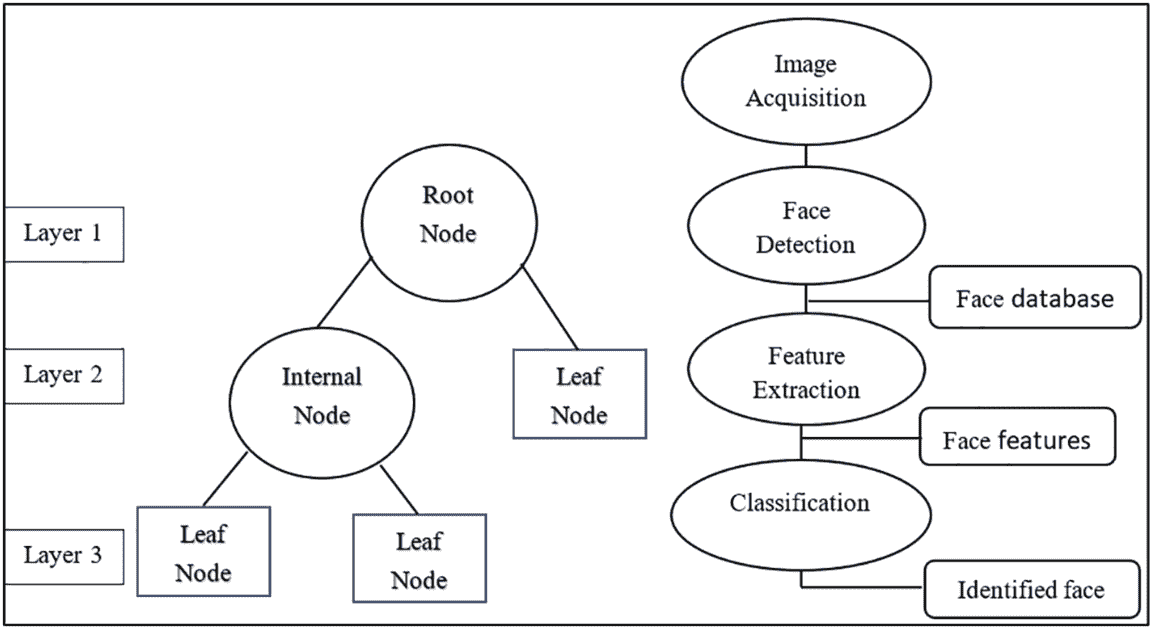 Layer 1
Layer 2
Layer 3
Root
Node
Internal
Node
Leaf
Node
Leaf
Node
Leaf
Node
Image
Acquisition
Face
Detection
Face database
Feature
Extraction
Face features
Classification
Identified face